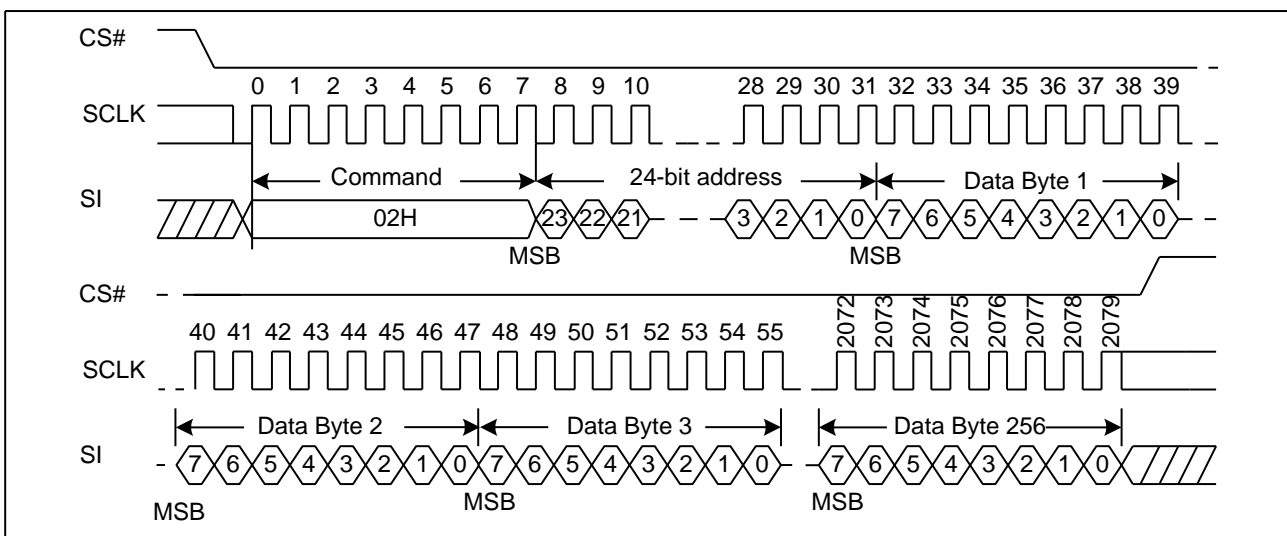 CS#
0 1 2 3 4 5 6 7 8 9 10 28 29 30 31 32 33 34 35 36 37 38 39
SCLK
Command 24-bit address Data Byte 1
SI
02H 23 22 21 3 2 1 0 7 6 5 4 3 2 1 0
MSB MSB
CS#
40 41 42 43 44 45 46 47 48 49 50 51 52 53 54 55 2072 2073 2074 2075 2076 2077 2078 2079
SCLK
Data Byte 2 Data Byte 3 Data Byte 256
SI
7 6 5 4 3 2 1 0 7 6 5 4 3 2 1 0 7 6 5 4 3 2 1 0
MSB MSB MSB